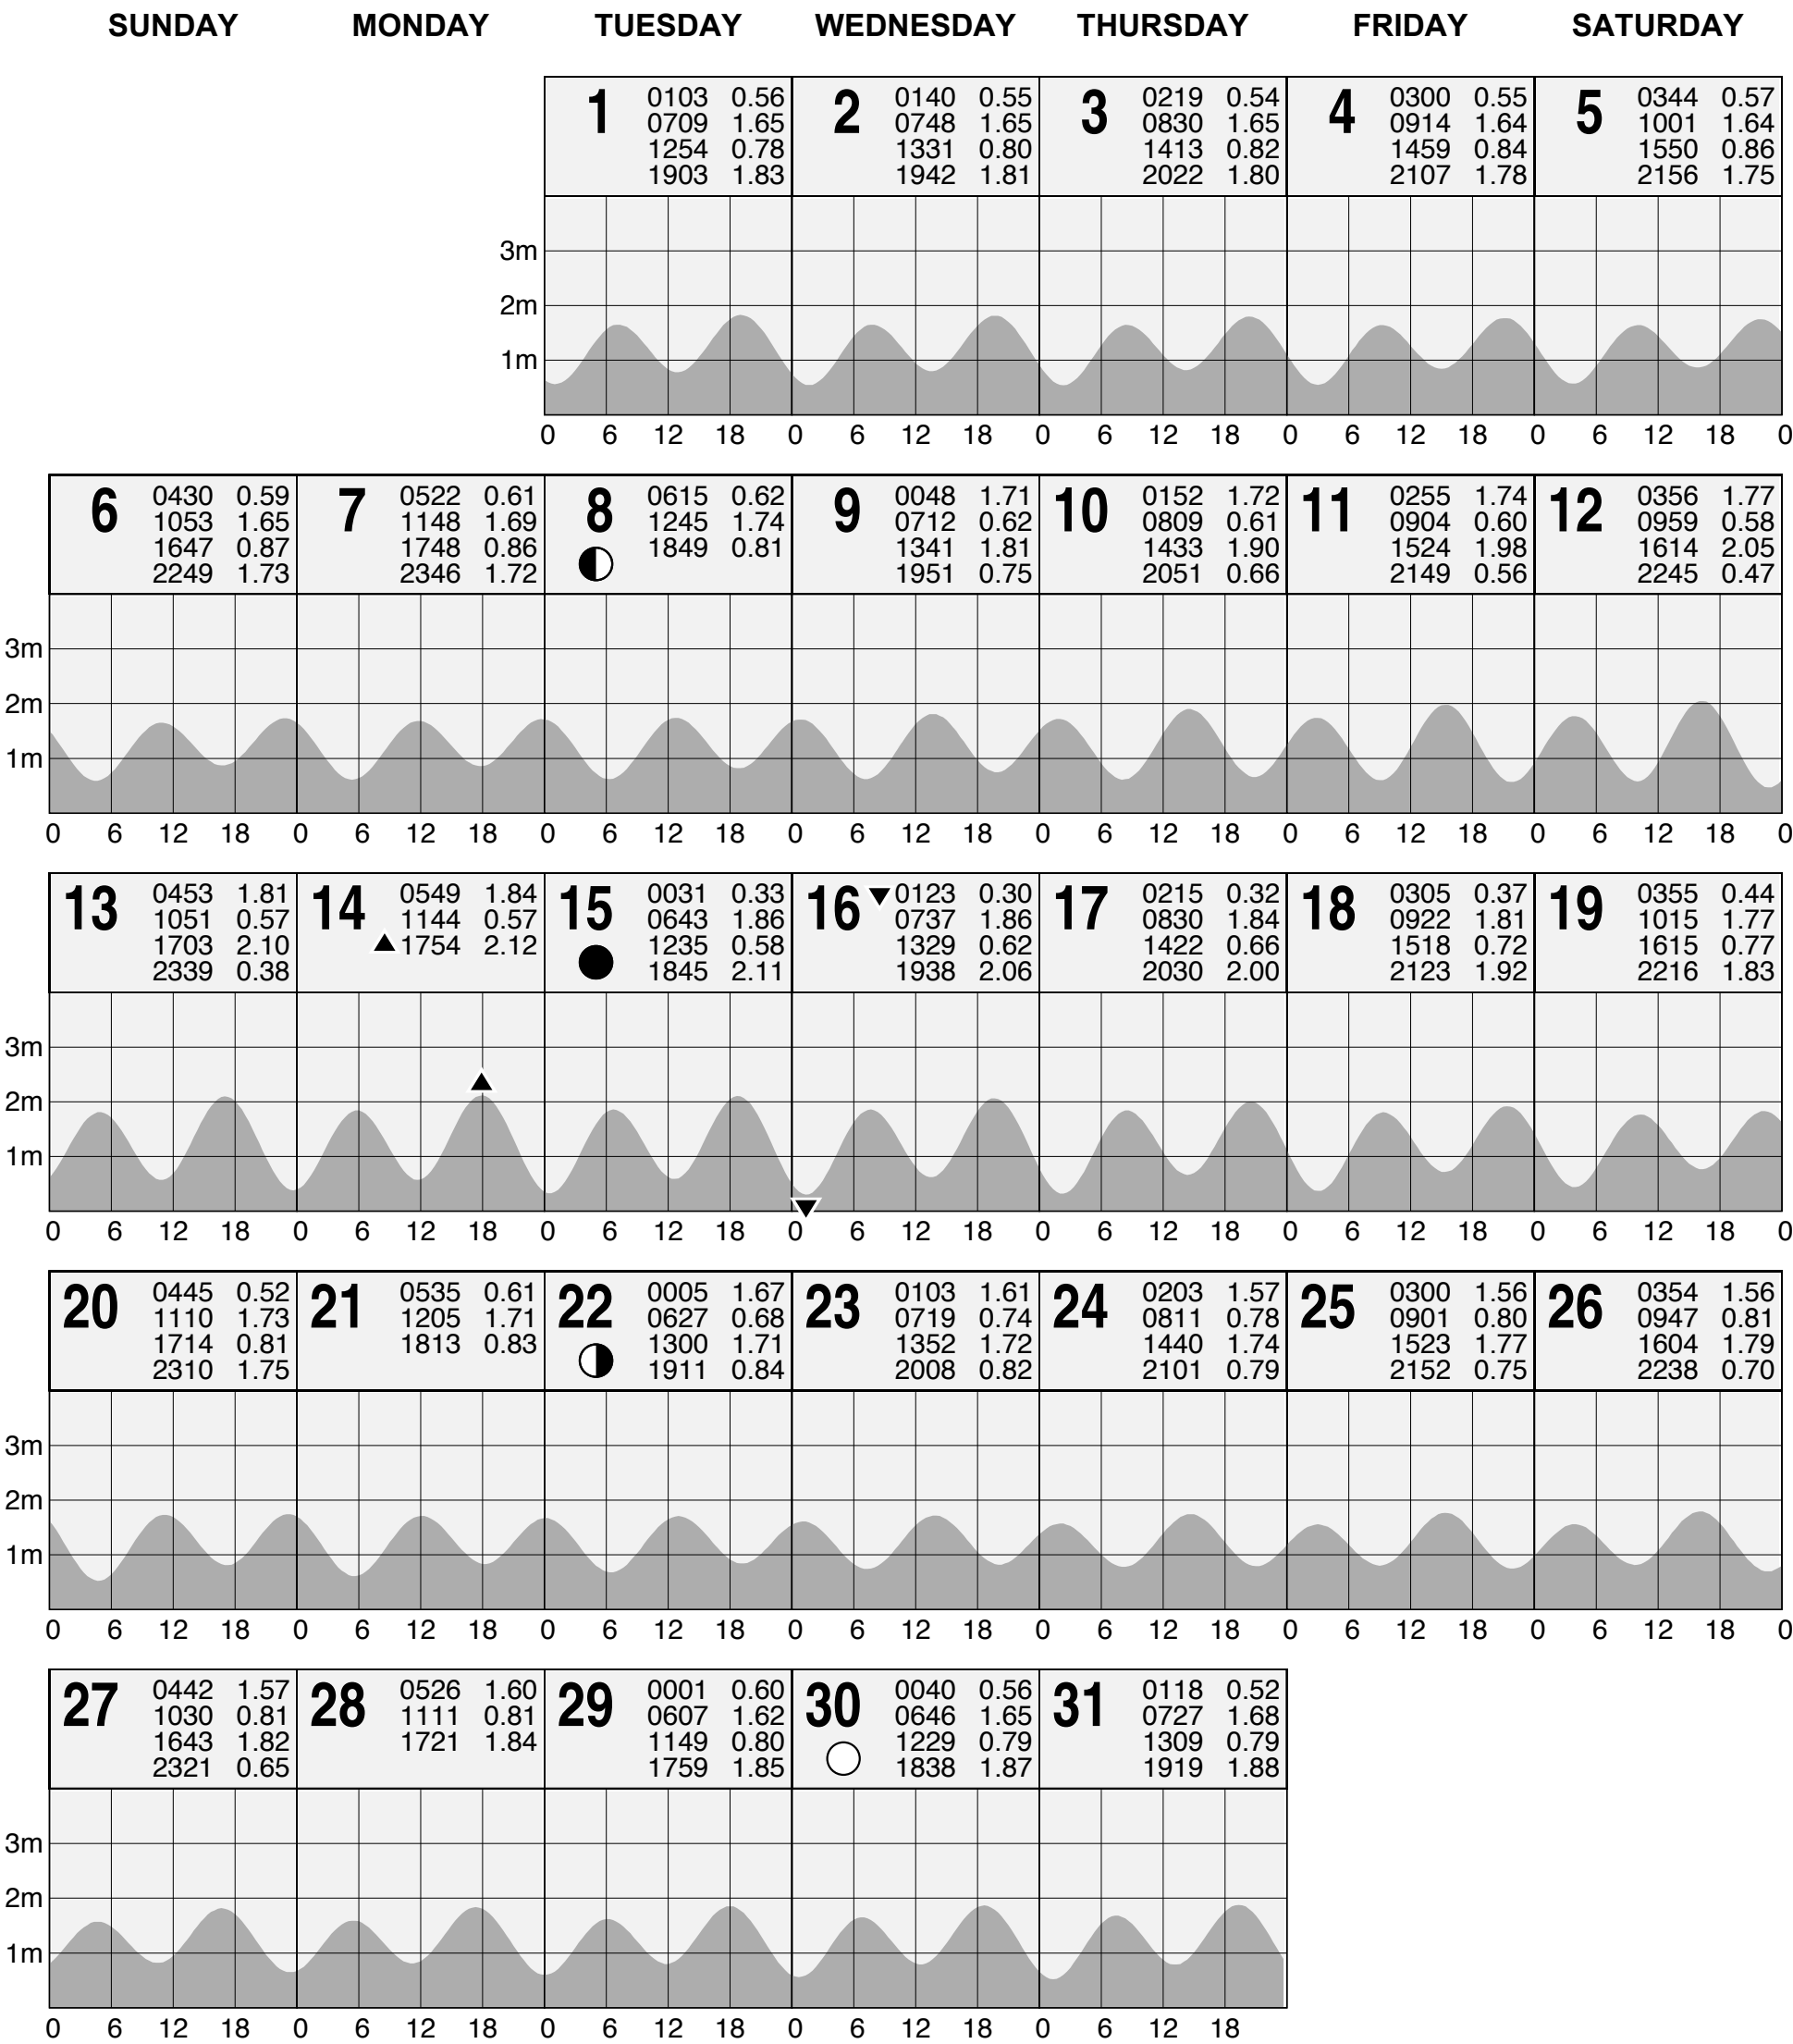 SUNDAY MONDAY TUESDAY WEDNESDAY THURSDAY FRIDAY SATURDAY
1 0103 0.56
0709 1.65
1254 0.78
1903 1.83
2 0140 0.55
0748 1.65
1331 0.80
1942 1.81
3 0219 0.54
0830 1.65
1413 0.82
2022 1.80
4 0300 0.55
0914 1.64
1459 0.84
2107 1.78
5 0344 0.57
1001 1.64
1550 0.86
2156 1.75
3m
2m
1m
0 6 12 18 0 6 12 18 0 6 12 18 0 6 12 18 0 6 12 18 0
6 0430 0.59
1053 1.65
1647 0.87
2249 1.73
7 0522 0.61
1148 1.69
1748 0.86
2346 1.72
8 0615 0.62
1245 1.74
1849 0.81
9 0048 1.71
0712 0.62
1341 1.81
1951 0.75
10 0152 1.72
0809 0.61
1433 1.90
2051 0.66
11 0255 1.74
0904 0.60
1524 1.98
2149 0.56
12 0356 1.77
0959 0.58
1614 2.05
2245 0.47
3m
2m
1m
0 6 12 18 0 6 12 18 0 6 12 18 0 6 12 18 0 6 12 18 0 6 12 18 0 6 12 18 0
13 0453 1.81
1051 0.57
1703 2.10
2339 0.38
14 0549 1.84
1144 0.57
1754 2.12
15 0031 0.33
0643 1.86
1235 0.58
1845 2.11
16 0123 0.30
0737 1.86
1329 0.62
1938 2.06
17 0215 0.32
0830 1.84
1422 0.66
2030 2.00
18 0305 0.37
0922 1.81
1518 0.72
2123 1.92
19 0355 0.44
1015 1.77
1615 0.77
2216 1.83
3m
2m
1m
0 6 12 18 0 6 12 18 0 6 12 18 0 6 12 18 0 6 12 18 0 6 12 18 0 6 12 18 0
20 0445 0.52
1110 1.73
1714 0.81
2310 1.75
21 0535 0.61
1205 1.71
1813 0.83
22 0005 1.67
0627 0.68
1300 1.71
1911 0.84
23 0103 1.61
0719 0.74
1352 1.72
2008 0.82
24 0203 1.57
0811 0.78
1440 1.74
2101 0.79
25 0300 1.56
0901 0.80
1523 1.77
2152 0.75
26 0354 1.56
0947 0.81
1604 1.79
2238 0.70
3m
2m
1m
0 6 12 18 0 6 12 18 0 6 12 18 0 6 12 18 0 6 12 18 0 6 12 18 0 6 12 18 0
27 0442 1.57
1030 0.81
1643 1.82
2321 0.65
28 0526 1.60
1111 0.81
1721 1.84
29 0001 0.60
0607 1.62
1149 0.80
1759 1.85
30 0040 0.56
0646 1.65
1229 0.79
1838 1.87
31 0118 0.52
0727 1.68
1309 0.79
1919 1.88
3m
2m
1m
0 6 12 18 0 6 12 18 0 6 12 18 0 6 12 18 0 6 12 18